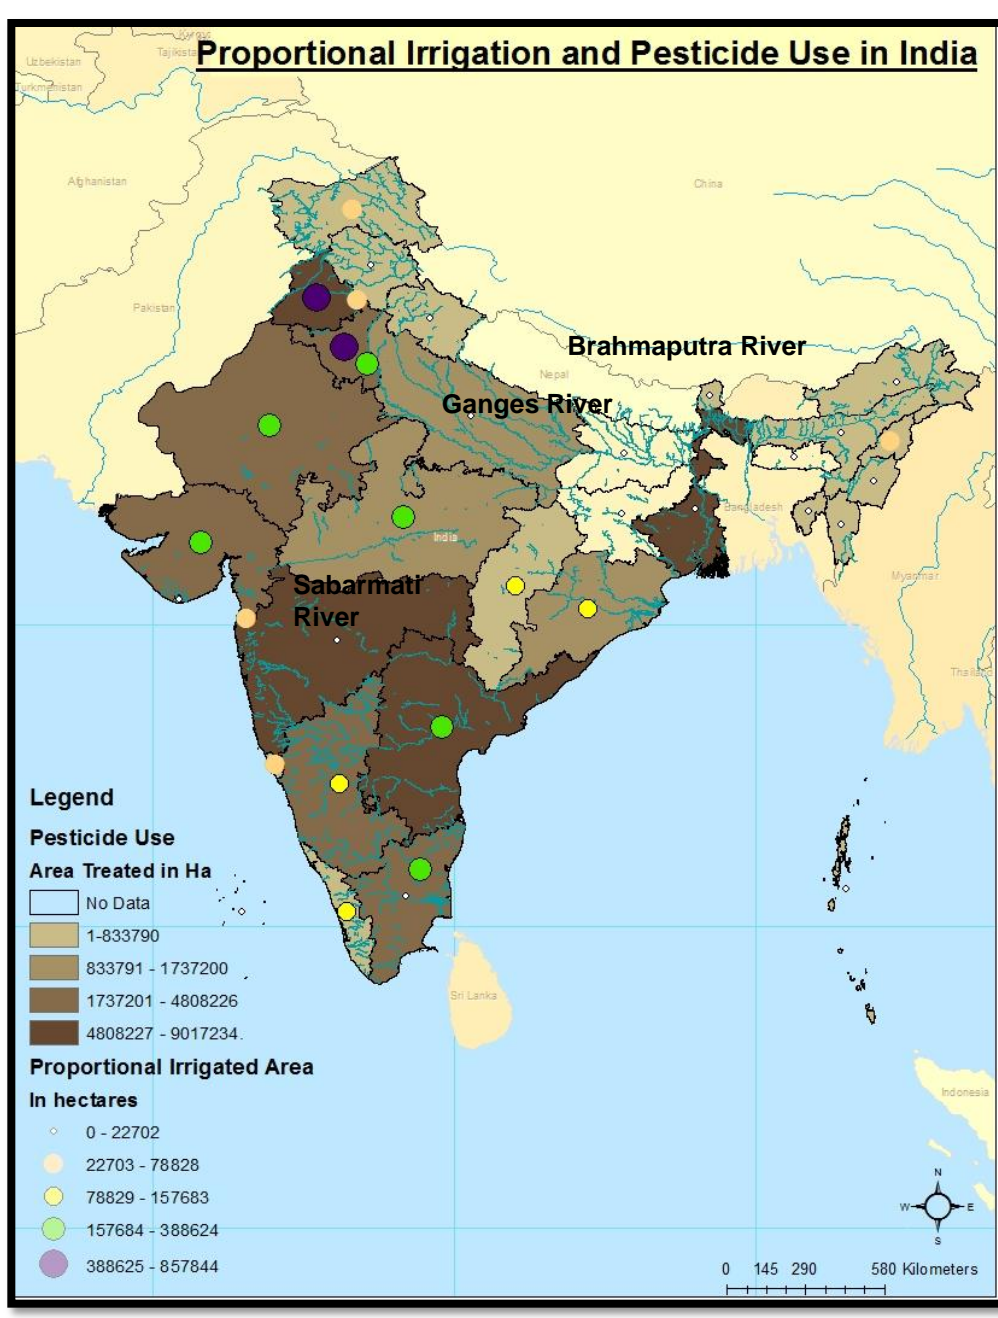 Proportional Irrigation and Pesticide Use in India
Kyrgyz
Uzbekistan
Tajikista
Turkmenistan
Afghanistan
China
Pakistan
Brahmaputra River
Nepal
Ganges River
Bangladesh
India
Myanmar
Sabarmati
River
Thailand
Sri Lanka
Indonesia
Legend
Pesticide Use
Area Treated in Ha
No Data
1-833790
833791 - 1737200
1737201 - 4808226
4808227 - 9017234.
Proportional Irrigated Area
In hectares
0 - 22702
22703 - 78828
78829 - 157683
157684 - 388624
388625 - 857844
N
W E
S
0 145 290 580 Kilometers